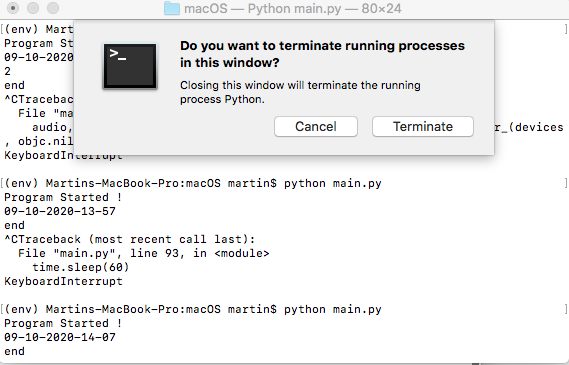 macOS — Python main.py — 80×24
(env) Martins
Program St
09-10-2020
2
end
^CTraceback
File "ma
audio, r_(devices
, objc.nil
KeyboardInterrupt
Do you want to terminate running processes
in this window?
Closing this window will terminate the running
process Python.
Cancel Terminate
[(env) Martins-MacBook-Pro:macOS martin$ python main.py ]
Program Started !
09-10-2020-13-57
end
^CTraceback (most recent call last):
File "main.py", line 93, in <module>
time.sleep(60)
KeyboardInterrupt
[(env) Martins-MacBook-Pro:macOS martin$ python main.py ]
Program Started !
09-10-2020-14-07
end